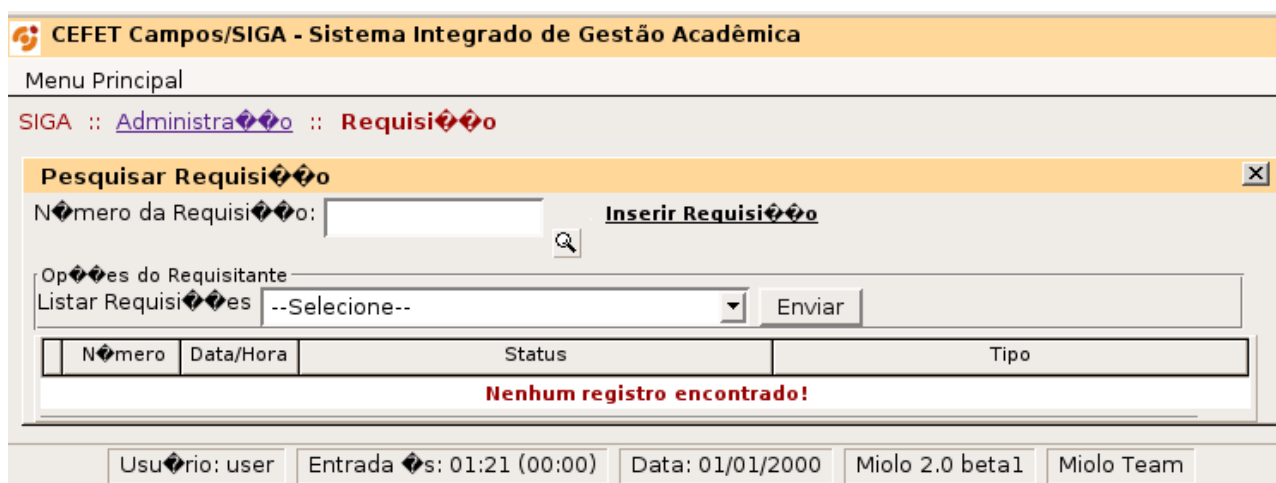 CEFET Campos/SIGA - Sistema Integrado de Gestão Acadêmica
Menu Principal
SIGA :: Administra��o :: Requisi��o
Pesquisar Requisi��o
N�mero da Requisi��o: Inserir Requisi��o
Op��es do Requisitante
Listar Requisi��es --Selecione-- Enviar
N�mero Data/Hora Status Tipo
Nenhum registro encontrado!
Usu�rio: user Entrada �s: 01:21 (00:00) Data: 01/01/2000 Miolo 2.0 beta1 Miolo Team